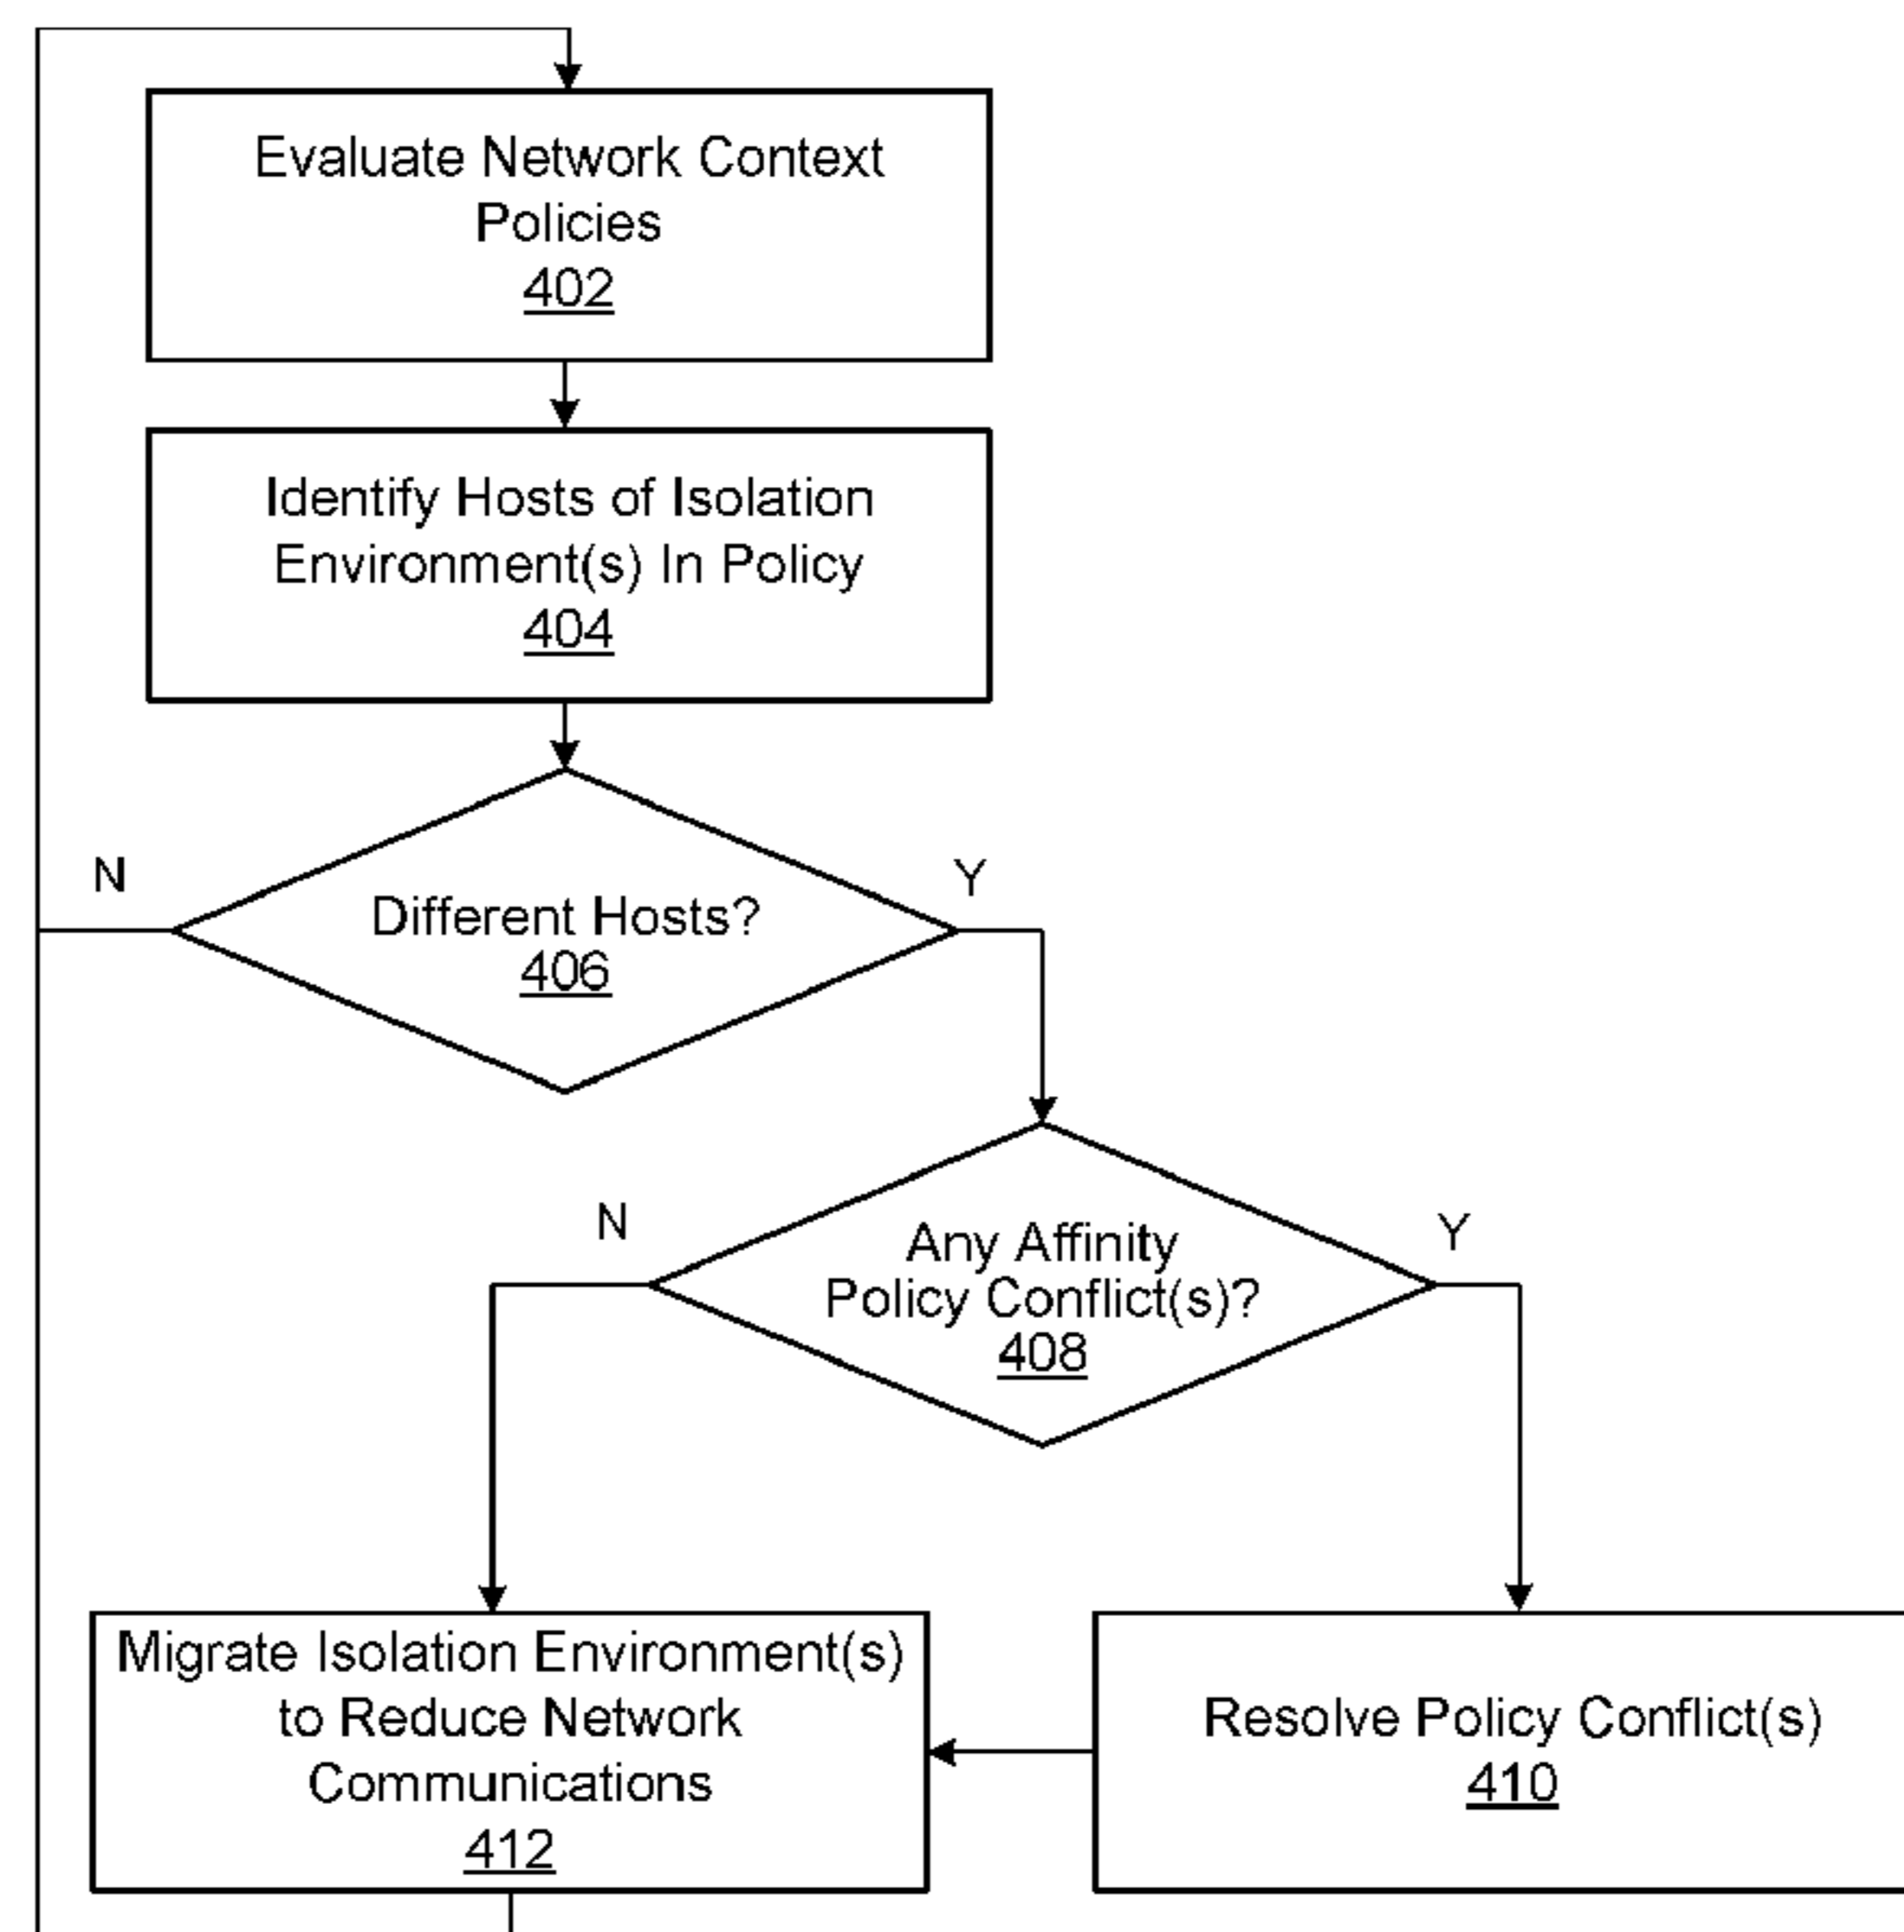 Evaluate Network Context
Policies
402
Identify Hosts of Isolation
Environment(s) In Policy
404
N
Y
Different Hosts?
406
N
Y
Any Affinity
Policy Conflict(s)?
408
Migrate Isolation Environment(s)
to Reduce Network
Communications
412
Resolve Policy Conflict(s)
410